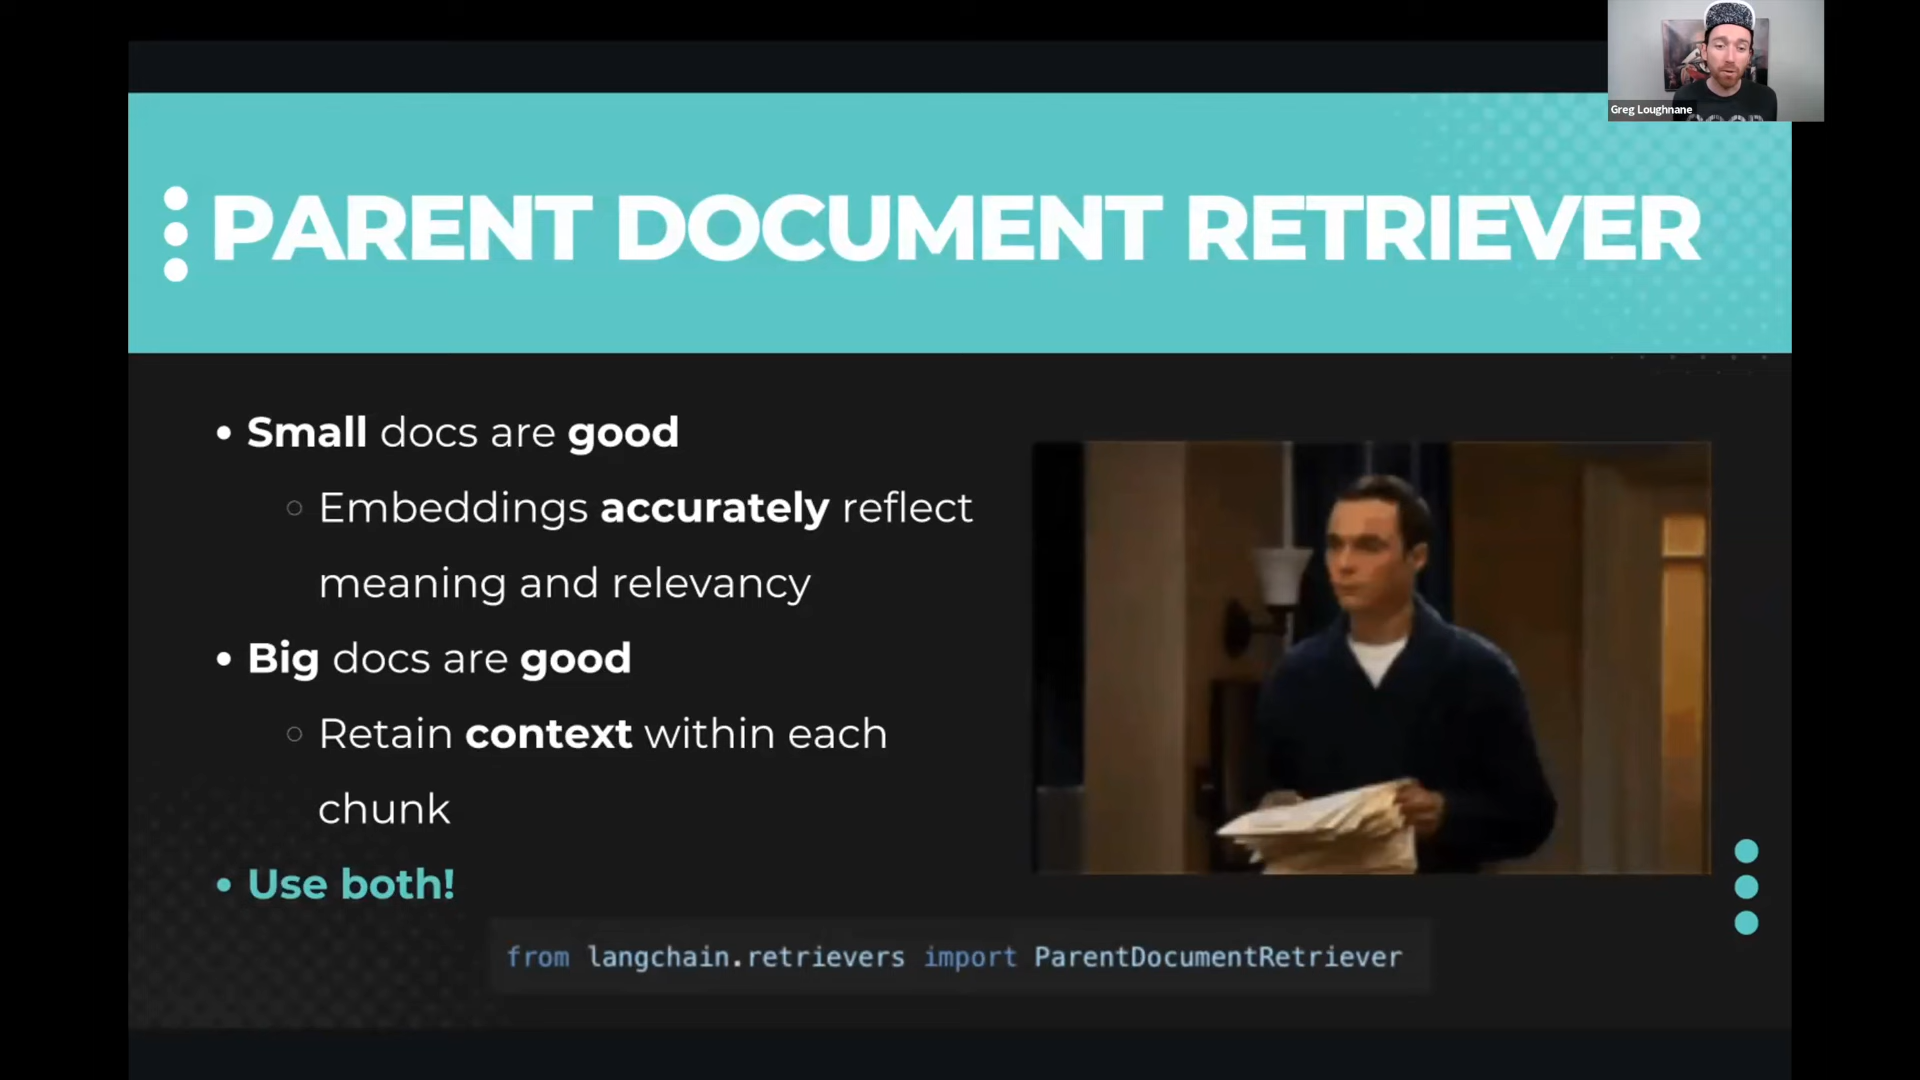 Greg Loughnane
PARENT DOCUMENT RETRIEVER
• Small docs are good
○ Embeddings accurately reflect
meaning and relevancy
• Big docs are good
○ Retain context within each
chunk
• Use both!
from langchain.retrievers import ParentDocumentRetriever